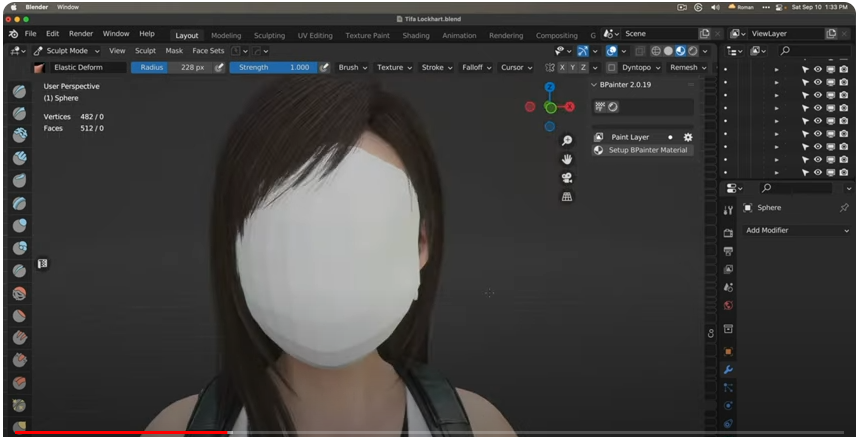 Blender Window Roman Sat Sep 10 1:33 PM
Tifa Lockhart.blend
File Edit Render Window Help Layout Modeling Sculpting UV Editing Texture Paint Shading Animation Rendering Compositing G Scene ViewLayer
Sculpt Mode View Sculpt Mask Face Sets
Elastic Deform Radius 228 px Strength 1.000 Brush Texture Stroke Falloff Cursor X Y Z Dyntopo Remesh
User Perspective
(1) Sphere
Vertices 482 / 0
Faces 512 / 0
Z
X
BPainter 2.0.19
Paint Layer
Setup BPainter Material
Sphere
Add Modifier